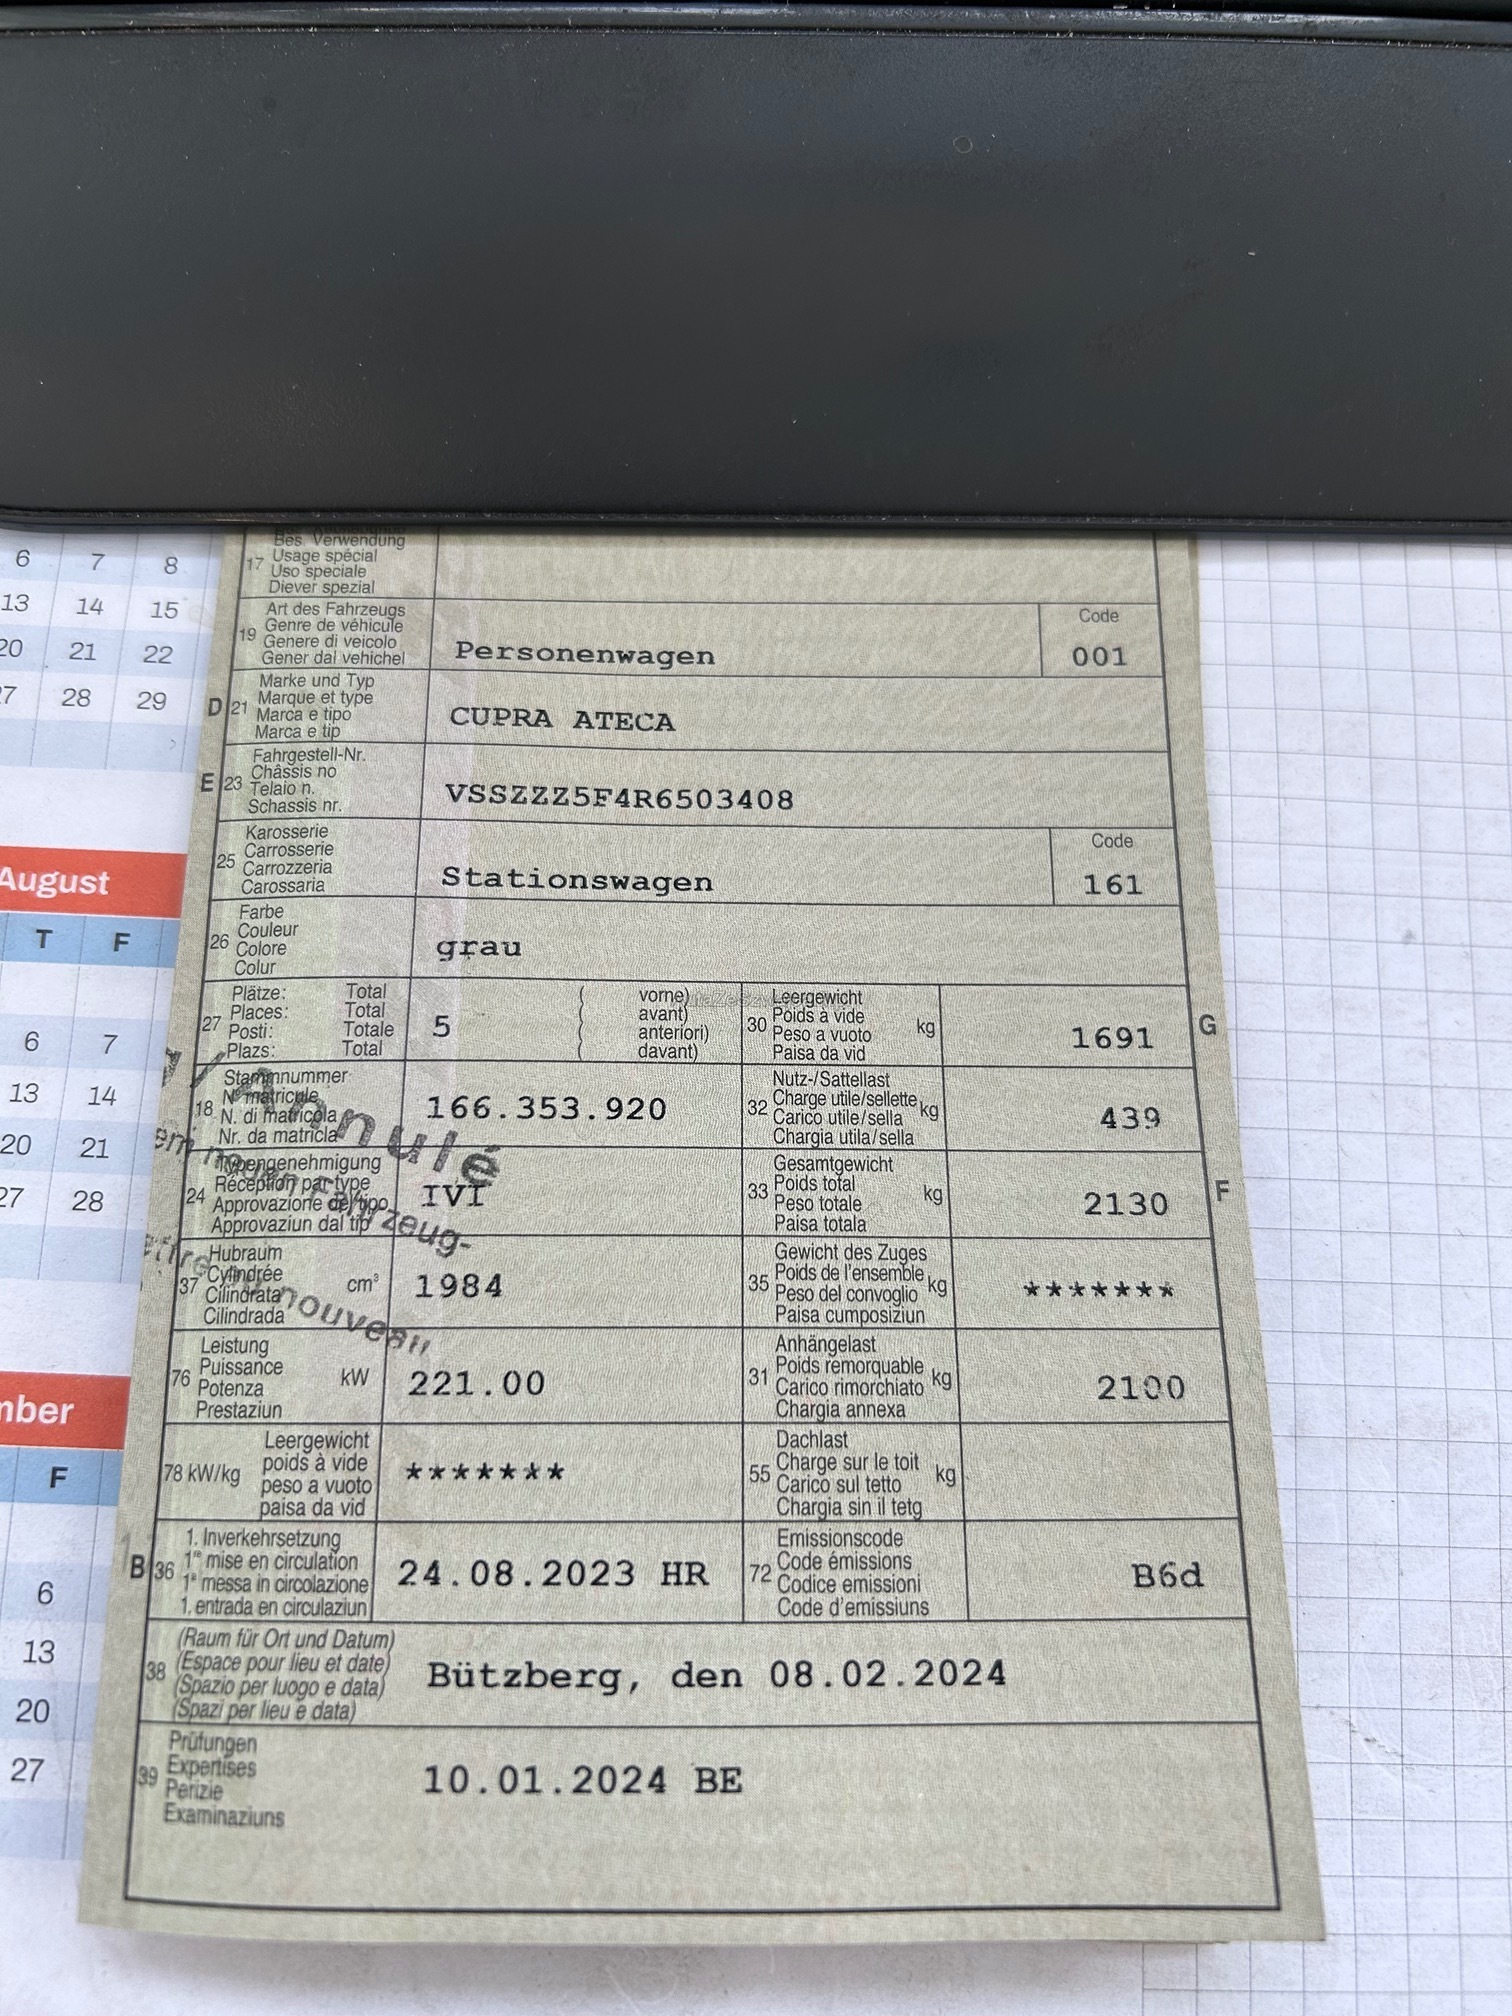 Bes. Verwendung
17 Usage spécial
Uso speciale
Diever spezial
Art des Fahrzeugs
19 Genre de véhicule
Genere di veicolo
Gener dal vehichel
Personenwagen
Code
001
Marke und Typ
D 21 Marque et type
Marca e tipo
Marca e tip
CUPRA ATECA
Fahrgestell-Nr.
E 23 Châssis no
Telaio n.
Schassis nr.
VSSZZZ5F4R6503408
Karosserie
25 Carrosserie
Carrozzeria
Carossaria
Stationswagen
Code
161
Farbe
26 Couleur
Colore
Colur
grau
Plätze: Total
27 Places: Total
Posti: Totale
Plazs: Total
5
( vorne)
( avant)
( anteriori)
( davant)
Leergewicht
30 Poids à vide kg
Peso a vuoto
Paisa da vid
1691
G
Stammnummer
18 N° matricule
N. di matricola
Nr. da matricla
166.353.920
Nutz-/Sattellast
32 Charge utile/sellette kg
Carico utile/sella
Chargia utila/sella
439
Typengenehmigung
24 Réception par type
Approvazione del tipo
Approvaziun dal tip
IVI
Gesamtgewicht
33 Poids total kg
Peso totale
Paisa totala
2130
F
Hubraum
37 Cylindrée cm³
Cilindrata
Cilindrada
1984
Gewicht des Zuges
35 Poids de l'ensemble kg
Peso del convoglio
Paisa cumposiziun
*******
Leistung
76 Puissance kW
Potenza
Prestaziun
221.00
Anhängelast
31 Poids remorquable kg
Carico rimorchiato
Chargia annexa
2100
Leergewicht
78 kW/kg poids à vide
peso a vuoto
paisa da vid
*******
Dachlast
55 Charge sur le toit kg
Carico sul tetto
Chargia sin il tetg
1. Inverkehrsetzung
B 36 1re mise en circulation
1a messa in circolazione
1. entrada en circulaziun
24.08.2023 HR
Emissionscode
72 Code émissions
Codice emissioni
Code d'emissiuns
B6d
(Raum für Ort und Datum)
38 (Espace pour lieu et date)
(Spazio per luogo e data)
(Spazi per lieu e data)
Bützberg, den 08.02.2024
Prüfungen
39 Expertises
Perizie
Examinaziuns
10.01.2024 BE
Annulé
neuen Fahrzeug-
nouveau
6 7 8
13 14 15
20 21 22
27 28 29
August
T F
6 7
13 14
20 21
27 28
F
6
13
20
27